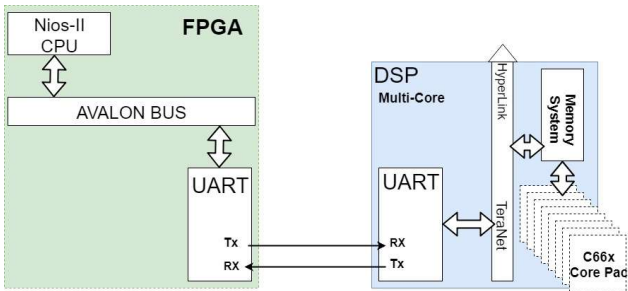 Nios-II
CPU
FPGA
AVALON BUS
UART
Tx
RX
DSP
Multi-Core
HyperLink
TeraNet
Memory
System
UART
RX
Tx
C66x
Core Pac